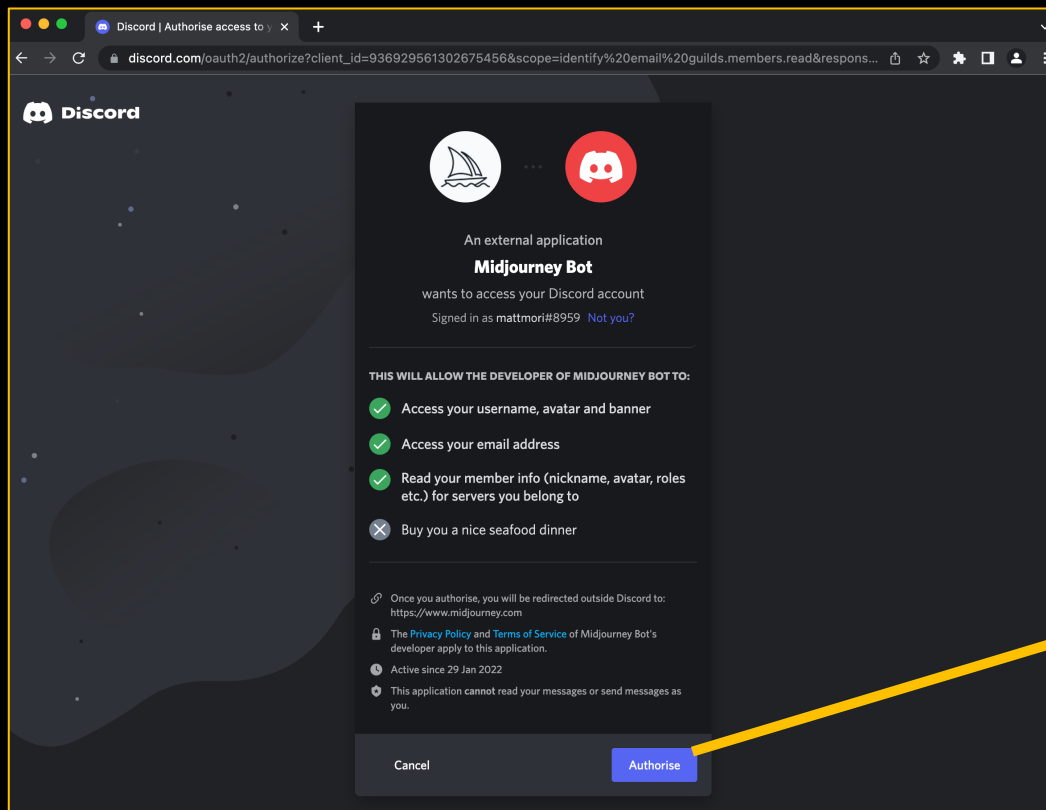 Discord | Authorise access to y
discord.com/oauth2/authorize?client_id=936929561302675456&scope=identify%20email%20guilds.members.read&respons...
Discord
An external application
Midjourney Bot
wants to access your Discord account
Signed in as mattmori#8959 Not you?
THIS WILL ALLOW THE DEVELOPER OF MIDJOURNEY BOT TO:
Access your username, avatar and banner
Access your email address
Read your member info (nickname, avatar, roles
etc.) for servers you belong to
Buy you a nice seafood dinner
Once you authorise, you will be redirected outside Discord to:
https://www.midjourney.com
The Privacy Policy and Terms of Service of Midjourney Bot's
developer apply to this application.
Active since 29 Jan 2022
This application cannot read your messages or send messages as
you.
Cancel
Authorise